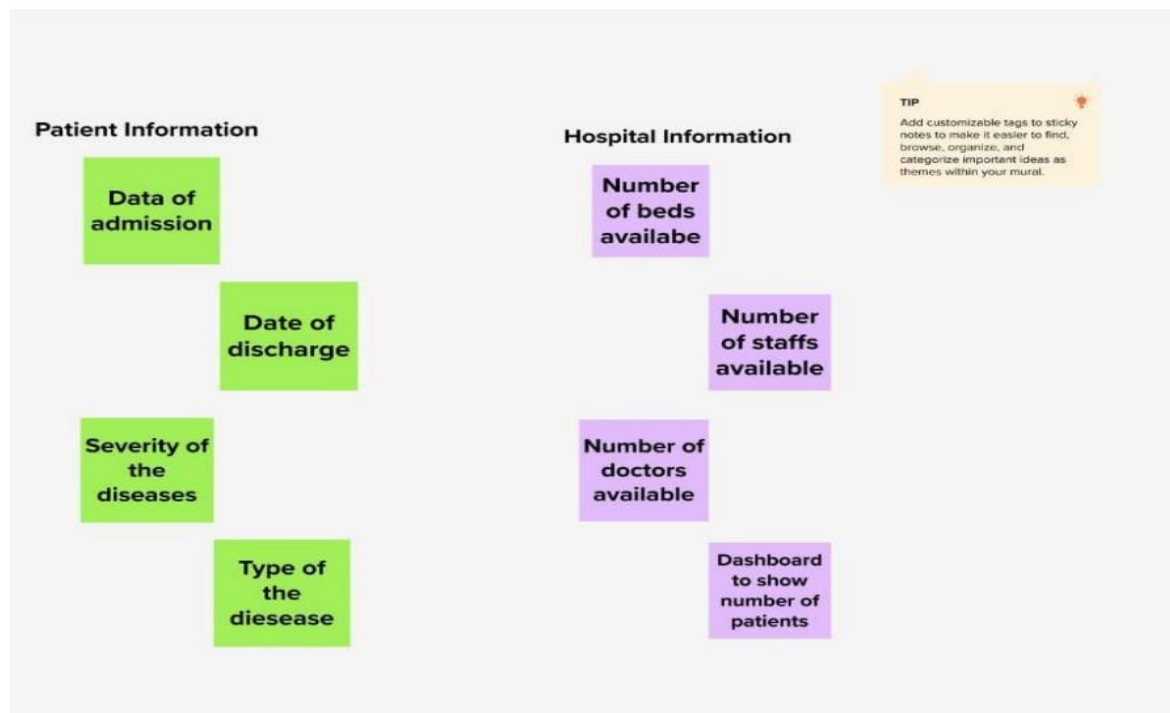 Patient Information
Data of
admission
Date of
discharge
Severity of
the
diseases
Type of
the
diesease
Hospital Information
Number
of beds
availabe
Number
of staffs
available
Number of
doctors
available
Dashboard
to show
number of
patients
TIP
Add customizable tags to sticky
notes to make it easier to find,
browse, organize, and
categorize important ideas as
themes within your mural.